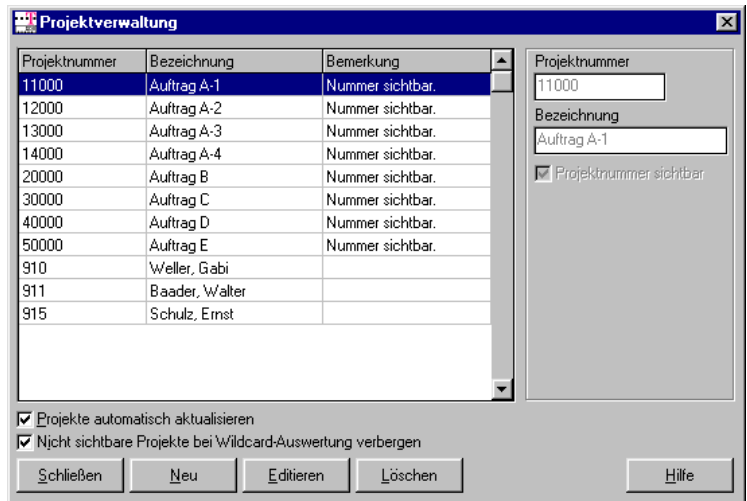 Projektverwaltung
Projektnummer Bezeichnung Bemerkung
11000 Auftrag A-1 Nummer sichtbar.
12000 Auftrag A-2 Nummer sichtbar.
13000 Auftrag A-3 Nummer sichtbar.
14000 Auftrag A-4 Nummer sichtbar.
20000 Auftrag B Nummer sichtbar.
30000 Auftrag C Nummer sichtbar.
40000 Auftrag D Nummer sichtbar.
50000 Auftrag E Nummer sichtbar.
910 Weller, Gabi
911 Baader, Walter
915 Schulz, Ernst
Projektnummer
11000
Bezeichnung
Auftrag A-1
Projektnummer sichtbar
Projekte automatisch aktualisieren
Nicht sichtbare Projekte bei Wildcard-Auswertung verbergen
Schließen Neu Editieren Löschen Hilfe